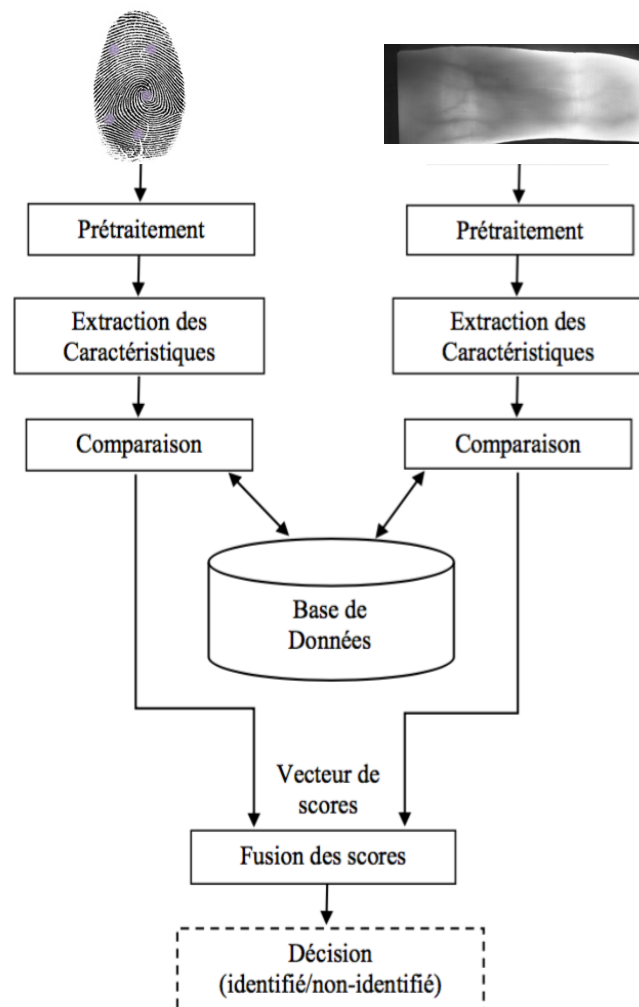 Prétraitement
Prétraitement
Extraction des
Caractéristiques
Extraction des
Caractéristiques
Comparaison
Comparaison
Base de
Données
Vecteur de
scores
Fusion des scores
Décision
(identifié/non-identifié)